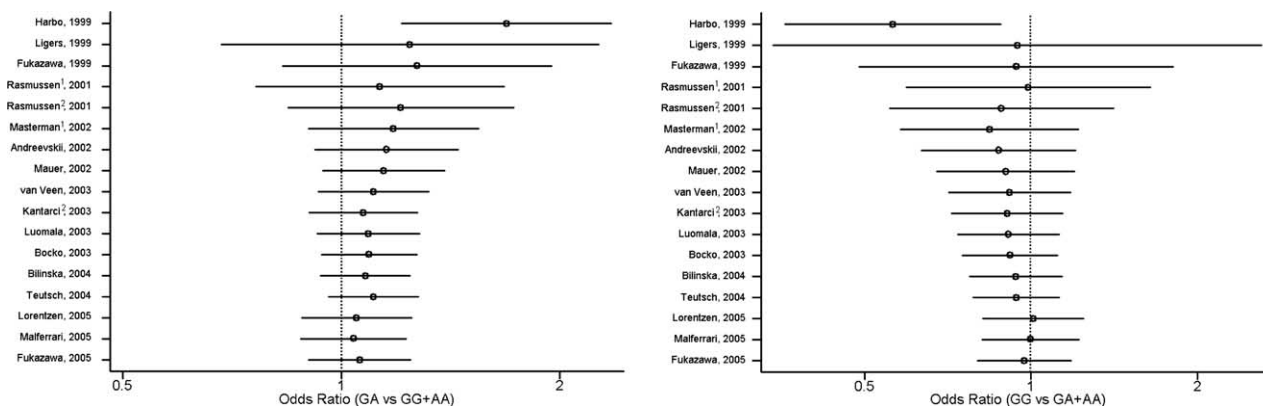 Harbo, 1999
Ligers, 1999
Fukazawa, 1999
Rasmussen¹, 2001
Rasmussen², 2001
Masterman¹, 2002
Andreevskii, 2002
Mauer, 2002
van Veen, 2003
Kantarci², 2003
Luomala, 2003
Bocko, 2003
Bilinska, 2004
Teutsch, 2004
Lorentzen, 2005
Malferrari, 2005
Fukazawa, 2005
0.5 1 2
Odds Ratio (GA vs GG+AA)
Harbo, 1999
Ligers, 1999
Fukazawa, 1999
Rasmussen¹, 2001
Rasmussen², 2001
Masterman¹, 2002
Andreevskii, 2002
Mauer, 2002
van Veen, 2003
Kantarci², 2003
Luomala, 2003
Bocko, 2003
Bilinska, 2004
Teutsch, 2004
Lorentzen, 2005
Malferrari, 2005
Fukazawa, 2005
0.5 1 2
Odds Ratio (GG vs GA+AA)